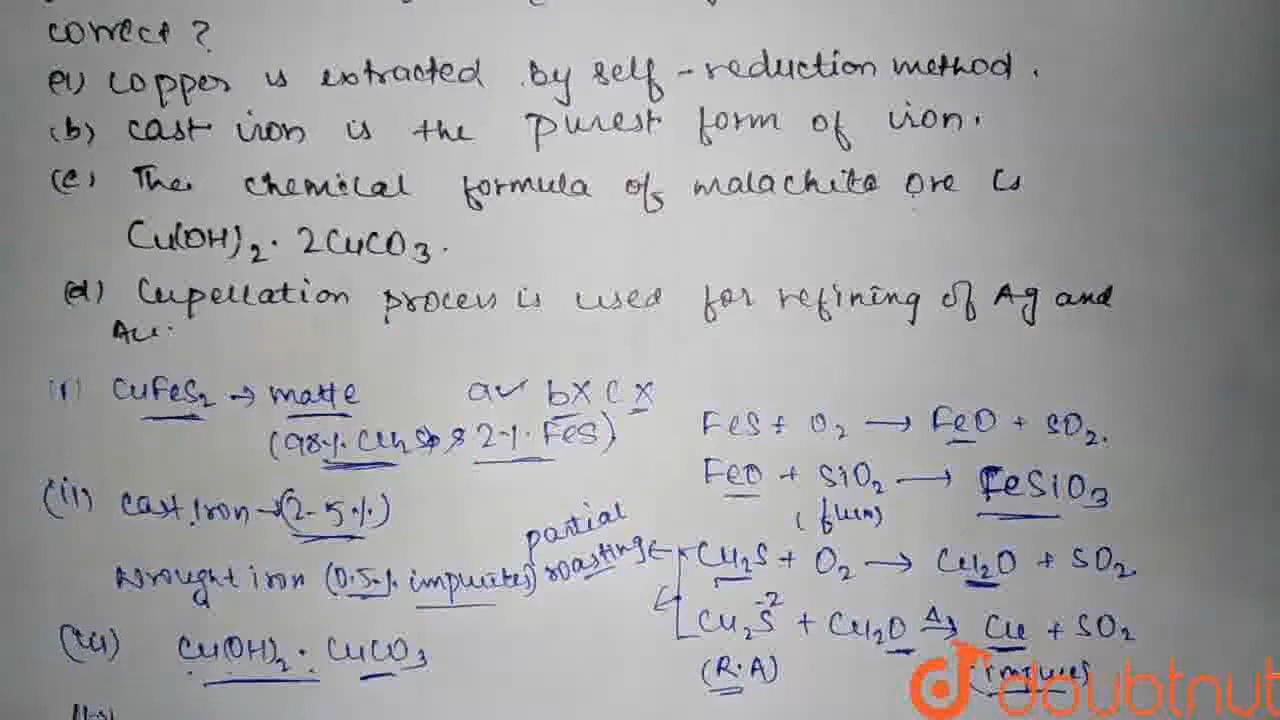 correct?
(a) copper is extracted by self-reduction method.
(b) cast iron is the purest form of iron.
(c) The chemical formula of malachite ore is
Cu(OH)2. 2CuCO3.
(d) Cupellation process is used for refining of Ag and
Au.
(i) CuFeS2 → matte
(98% Cu2S & 2% FeS)
a✓ b× c×
FeS + O2 → FeO + SO2.
FeO + SiO2 → FeSiO3
(flux)
(ii) Cast Iron → (2-5%)
wrought iron (0.5% impurities)
partial
roasting ← Cu2S + O2 → Cu2O + SO2
Cu2S-2 + Cu2O Δ→ Cu + SO2
(R.A) (impure)
(iii) Cu(OH)2. CuCO3
doubtnut